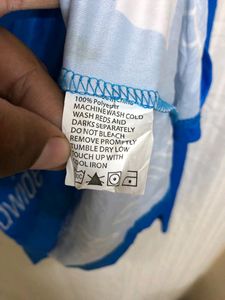 100% Polyester
MACHINE WASH COLD
WASH REDS AND
DARKS SEPARATELY
DO NOT BLEACH
REMOVE PROMPTLY
TUMBLE DRY LOW
TOUCH UP WITH
COOL IRON
DWIDE